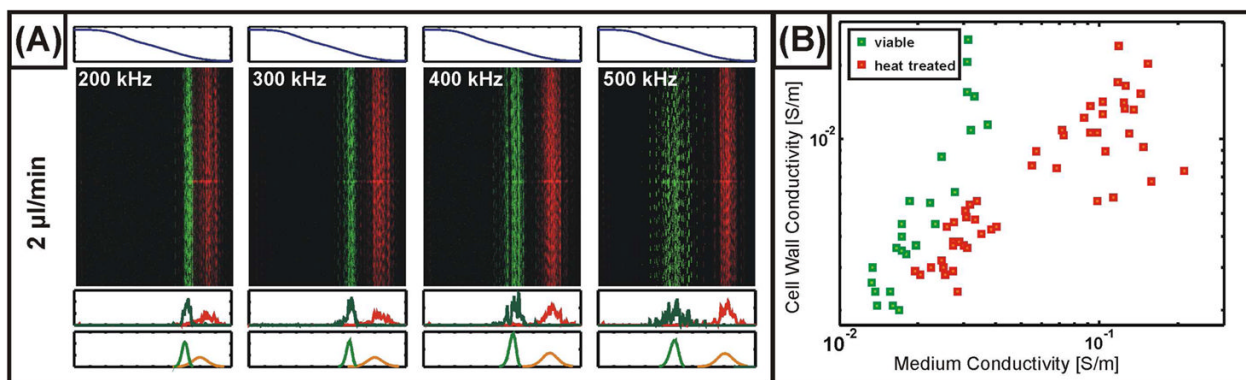 (A)
200 kHz
300 kHz
400 kHz
500 kHz
2 µl/min
(B)
viable
heat treated
Cell Wall Conductivity [S/m]
10⁻²
10⁻²
10⁻¹
Medium Conductivity [S/m]